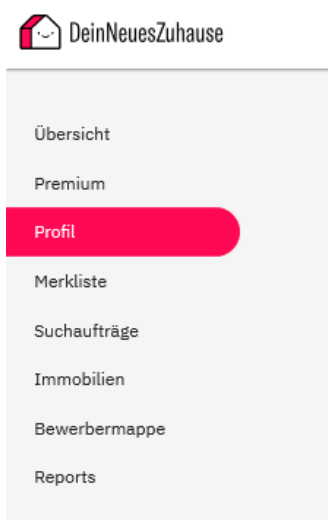 DeinNeuesZuhause
Übersicht
Premium
Profil
Merkliste
Suchaufträge
Immobilien
Bewerbermappe
Reports